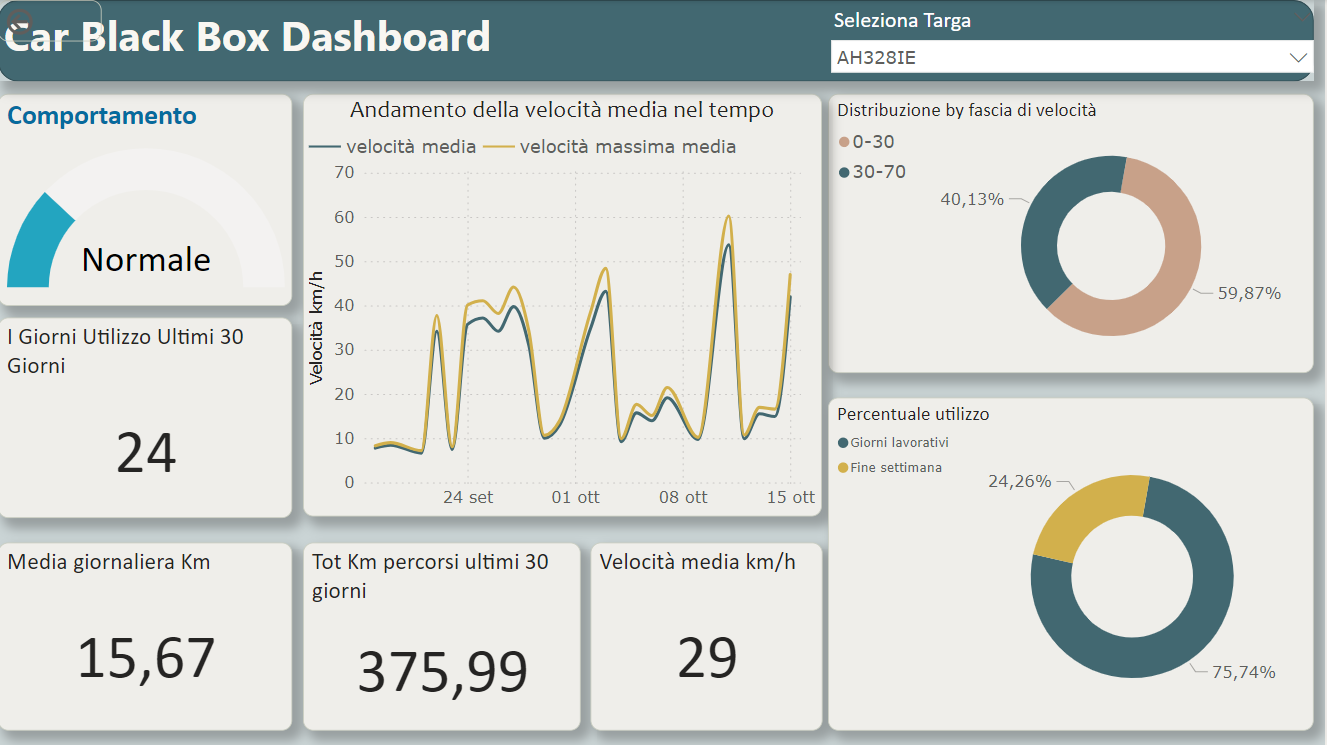 Car Black Box Dashboard
Seleziona Targa
AH328IE
Comportamento
Normale
I Giorni Utilizzo Ultimi 30
Giorni
24
Media giornaliera Km
15,67
Andamento della velocità media nel tempo
velocità media
velocità massima media
Velocità km/h
70
60
50
40
30
20
10
0
24 set
01 ott
08 ott
15 ott
Tot Km percorsi ultimi 30
giorni
375,99
Velocità media km/h
29
Distribuzione by fascia di velocità
0-30
30-70
40,13%
59,87%
Percentuale utilizzo
Giorni lavorativi
Fine settimana
24,26%
75,74%